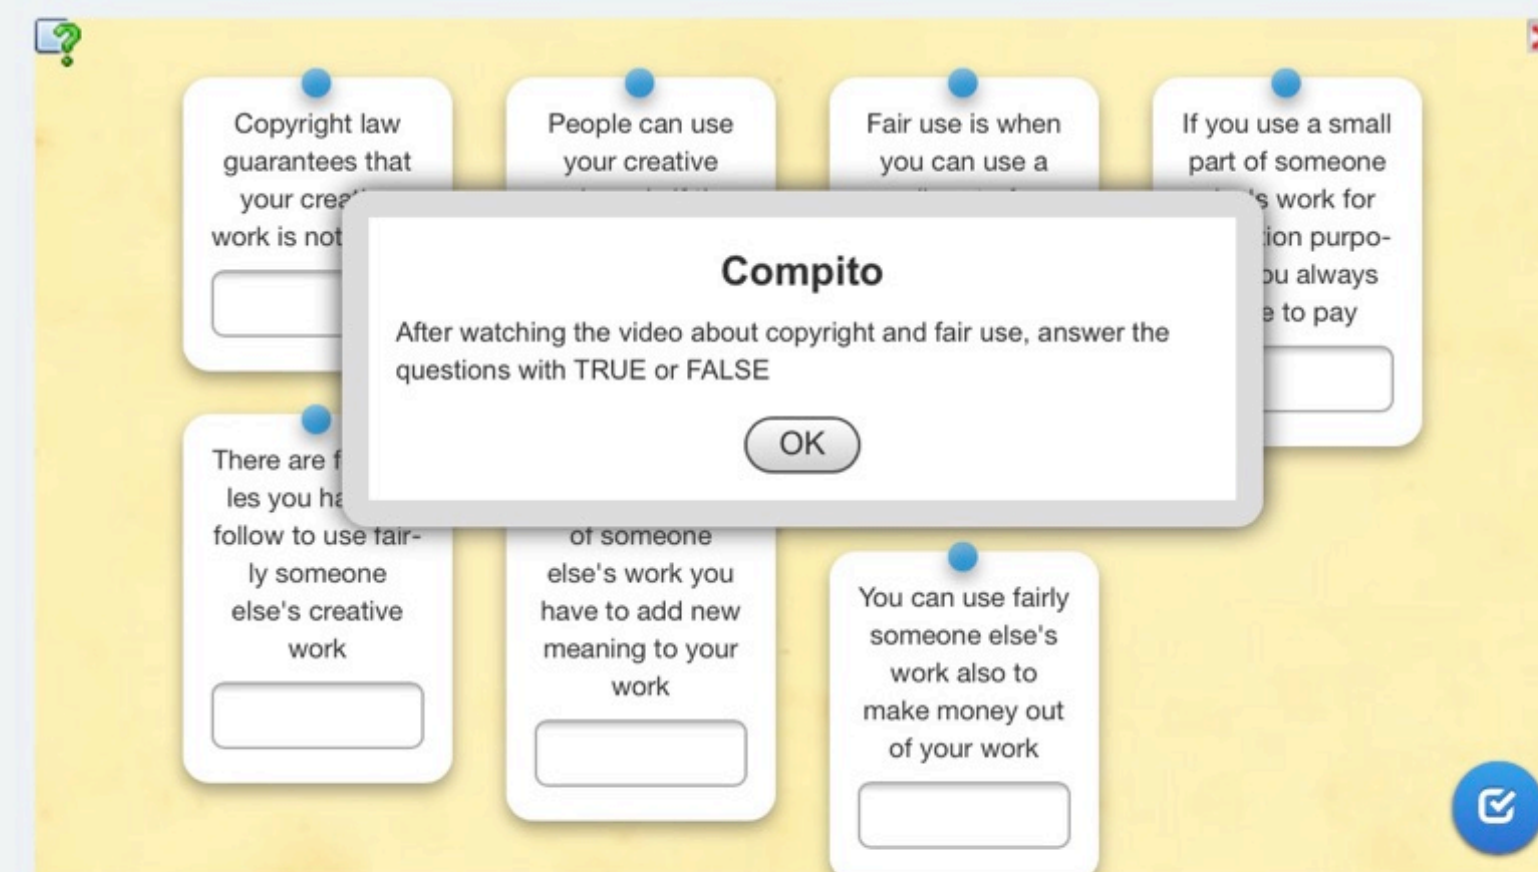 Copyright law
guarantees that
your
work is not
People can use
your creative
Fair use is when
you can use a
If you use a small
part of someone
work for
purpo-
always
to pay
Compito
After watching the video about copyright and fair use, answer the
questions with TRUE or FALSE
OK
There are
les you
follow to use fair-
ly someone
else's creative
work
of someone
else's work you
have to add new
meaning to your
work
You can use fairly
someone else's
work also to
make money out
of your work